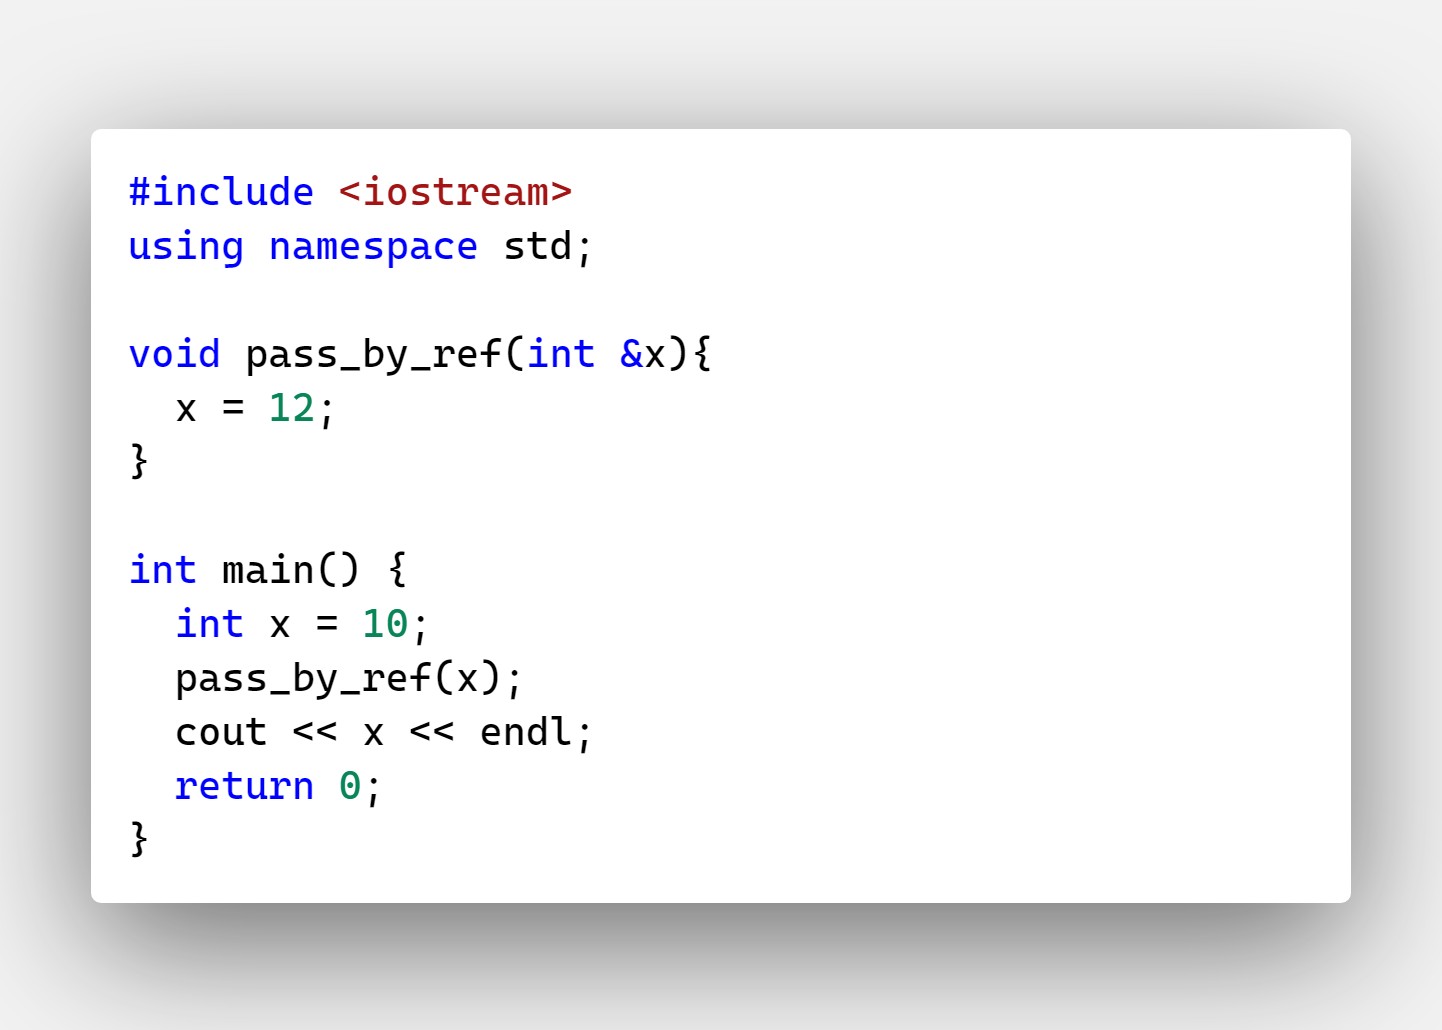 #include <iostream>
using namespace std;

void pass_by_ref(int &x){
  x = 12;
}

int main() {
  int x = 10;
  pass_by_ref(x);
  cout << x << endl;
  return 0;
}